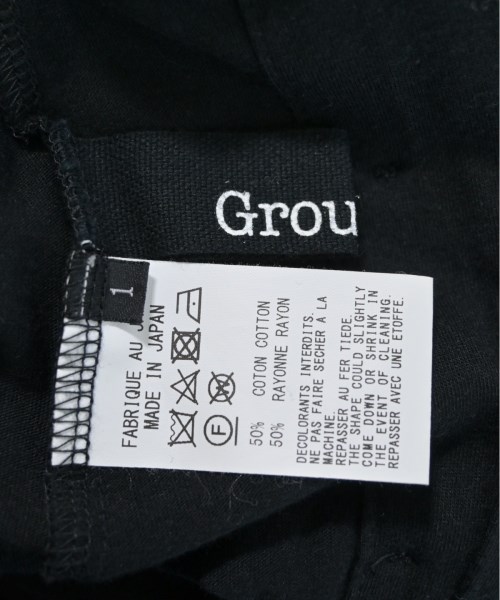 Grou
1
FABRIQUE AU JA
MADE IN JAPAN
50% COTON COTTON
50% RAYONNE RAYON
DECOLORANTS INTERDITS.
NE PAS FAIRE SECHER A LA
MACHINE.
REPASSER AU FER TIEDE.
THE SHAPE COULD SLIGHTLY
COME DOWN OR SHRINK IN
THE EVENT OF CLEANING.
REPASSER AVEC UNE ETOFFE.